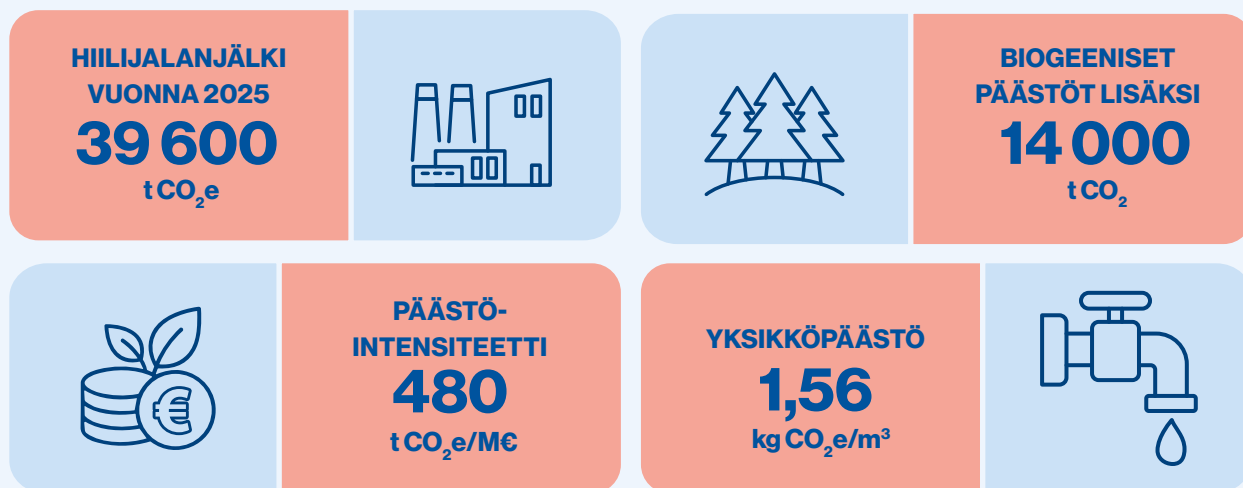 HIILIJALANJÄLKI
VUONNA 2025
39 600
t CO₂e
BIOGEENISET
PÄÄSTÖT LISÄKSI
14 000
t CO₂
PÄÄSTÖ-
INTENSITEETTI
480
t CO₂e/M€
€
YKSIKKÖPÄÄSTÖ
1,56
kg CO₂e/m³